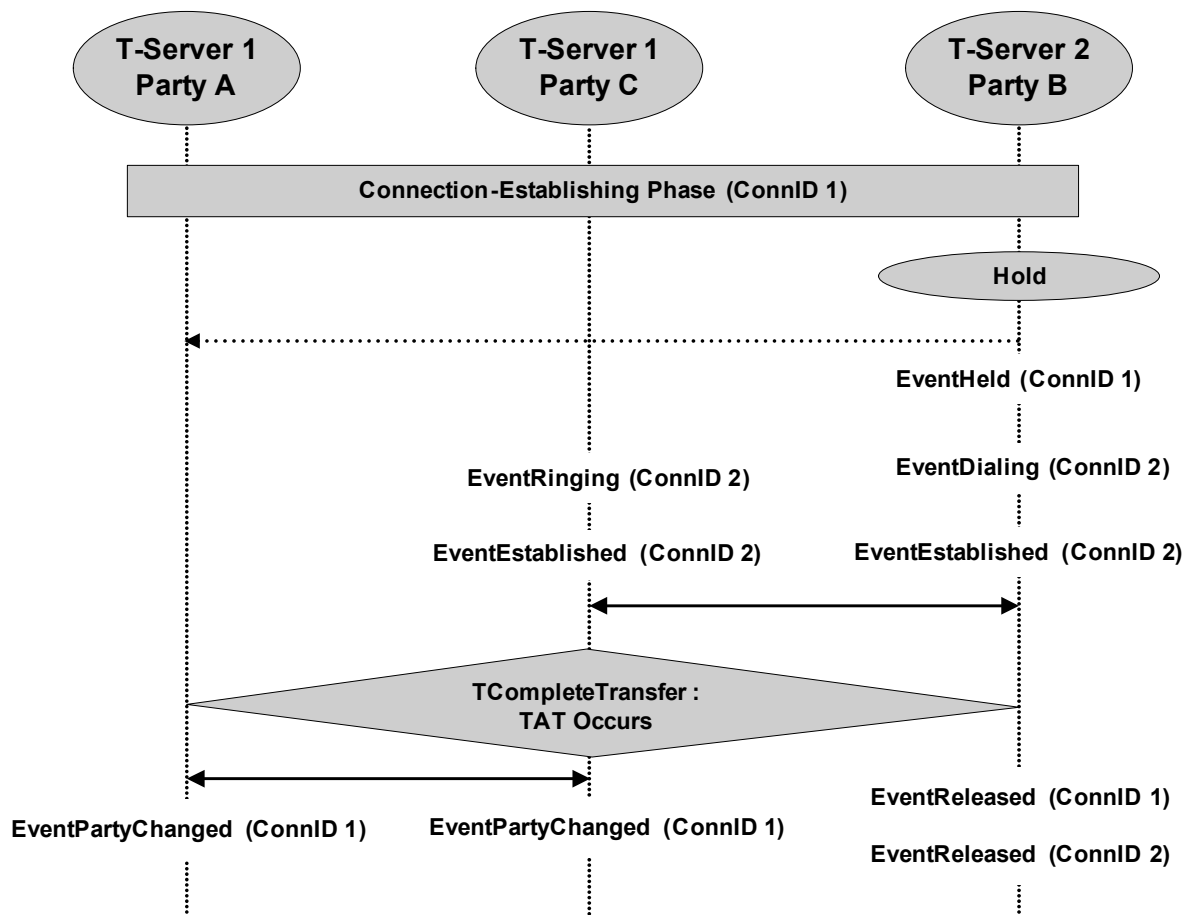 T-Server 1
Party A
T-Server 1
Party C
T-Server 2
Party B
Connection-Establishing Phase (ConnID 1)
Hold
EventHeld (ConnID 1)
EventRinging (ConnID 2)
EventDialing (ConnID 2)
EventEstablished (ConnID 2)
EventEstablished (ConnID 2)
TCompleteTransfer :
TAT Occurs
EventPartyChanged (ConnID 1)
EventPartyChanged (ConnID 1)
EventReleased (ConnID 1)
EventReleased (ConnID 2)